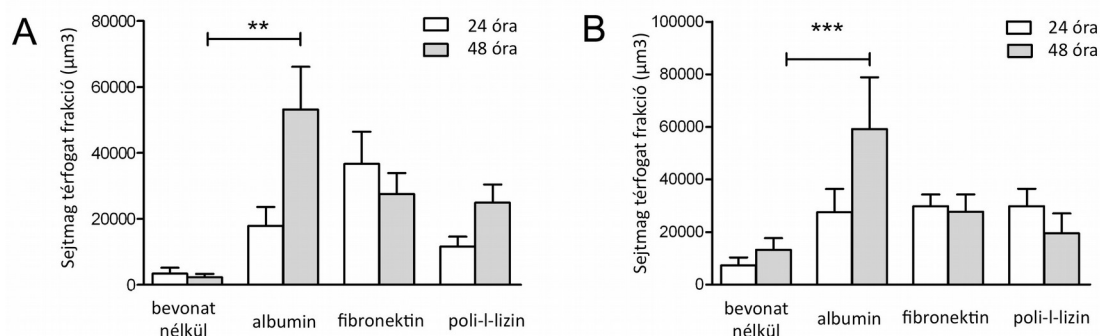 A
Sejtmag térfogat frakció (µm3)
80000
60000
40000
20000
0
**
24 óra
48 óra
bevonat
nélkül
albumin
fibronektin
poli-l-lizin
B
Sejtmag térfogat frakció (µm3)
100000
80000
60000
40000
20000
0
***
24 óra
48 óra
bevonat
nélkül
albumin
fibronektin
poli-l-lizin